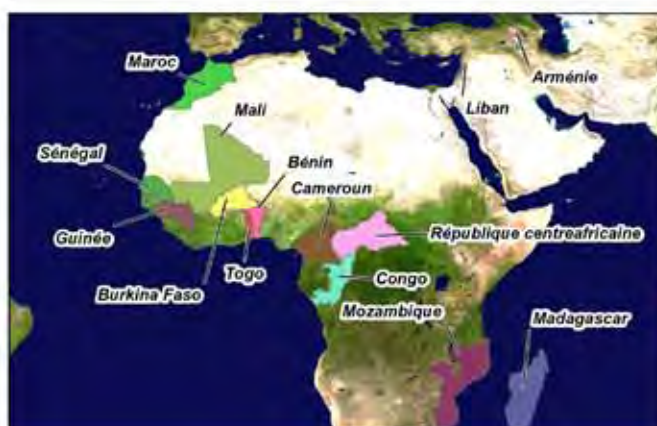 Maroc
Arménie
Mali
Liban
Sénégal
Bénin
Cameroun
Guinée
République centreafricaine
Togo
Congo
Burkina Faso
Mozambique
Madagascar